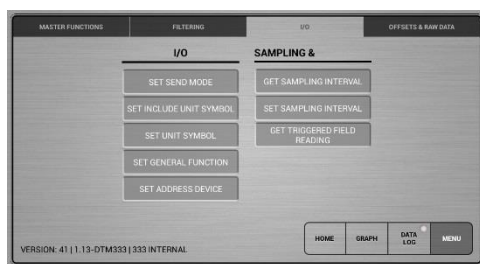 MASTER FUNCTIONS
FILTERING
I/O
OFFSETS & RAW DATA
I/O
SAMPLING &
SET SEND MODE
SET INCLUDE UNIT SYMBOL
SET UNIT SYMBOL
SET GENERAL FUNCTION
SET ADDRESS DEVICE
GET SAMPLING INTERVAL
SET SAMPLING INTERVAL
GET TRIGGERED FIELD
READING
HOME
GRAPH
DATA
LOG
MENU
VERSION: 41 | 1.13-DTM333 | 333 INTERNAL